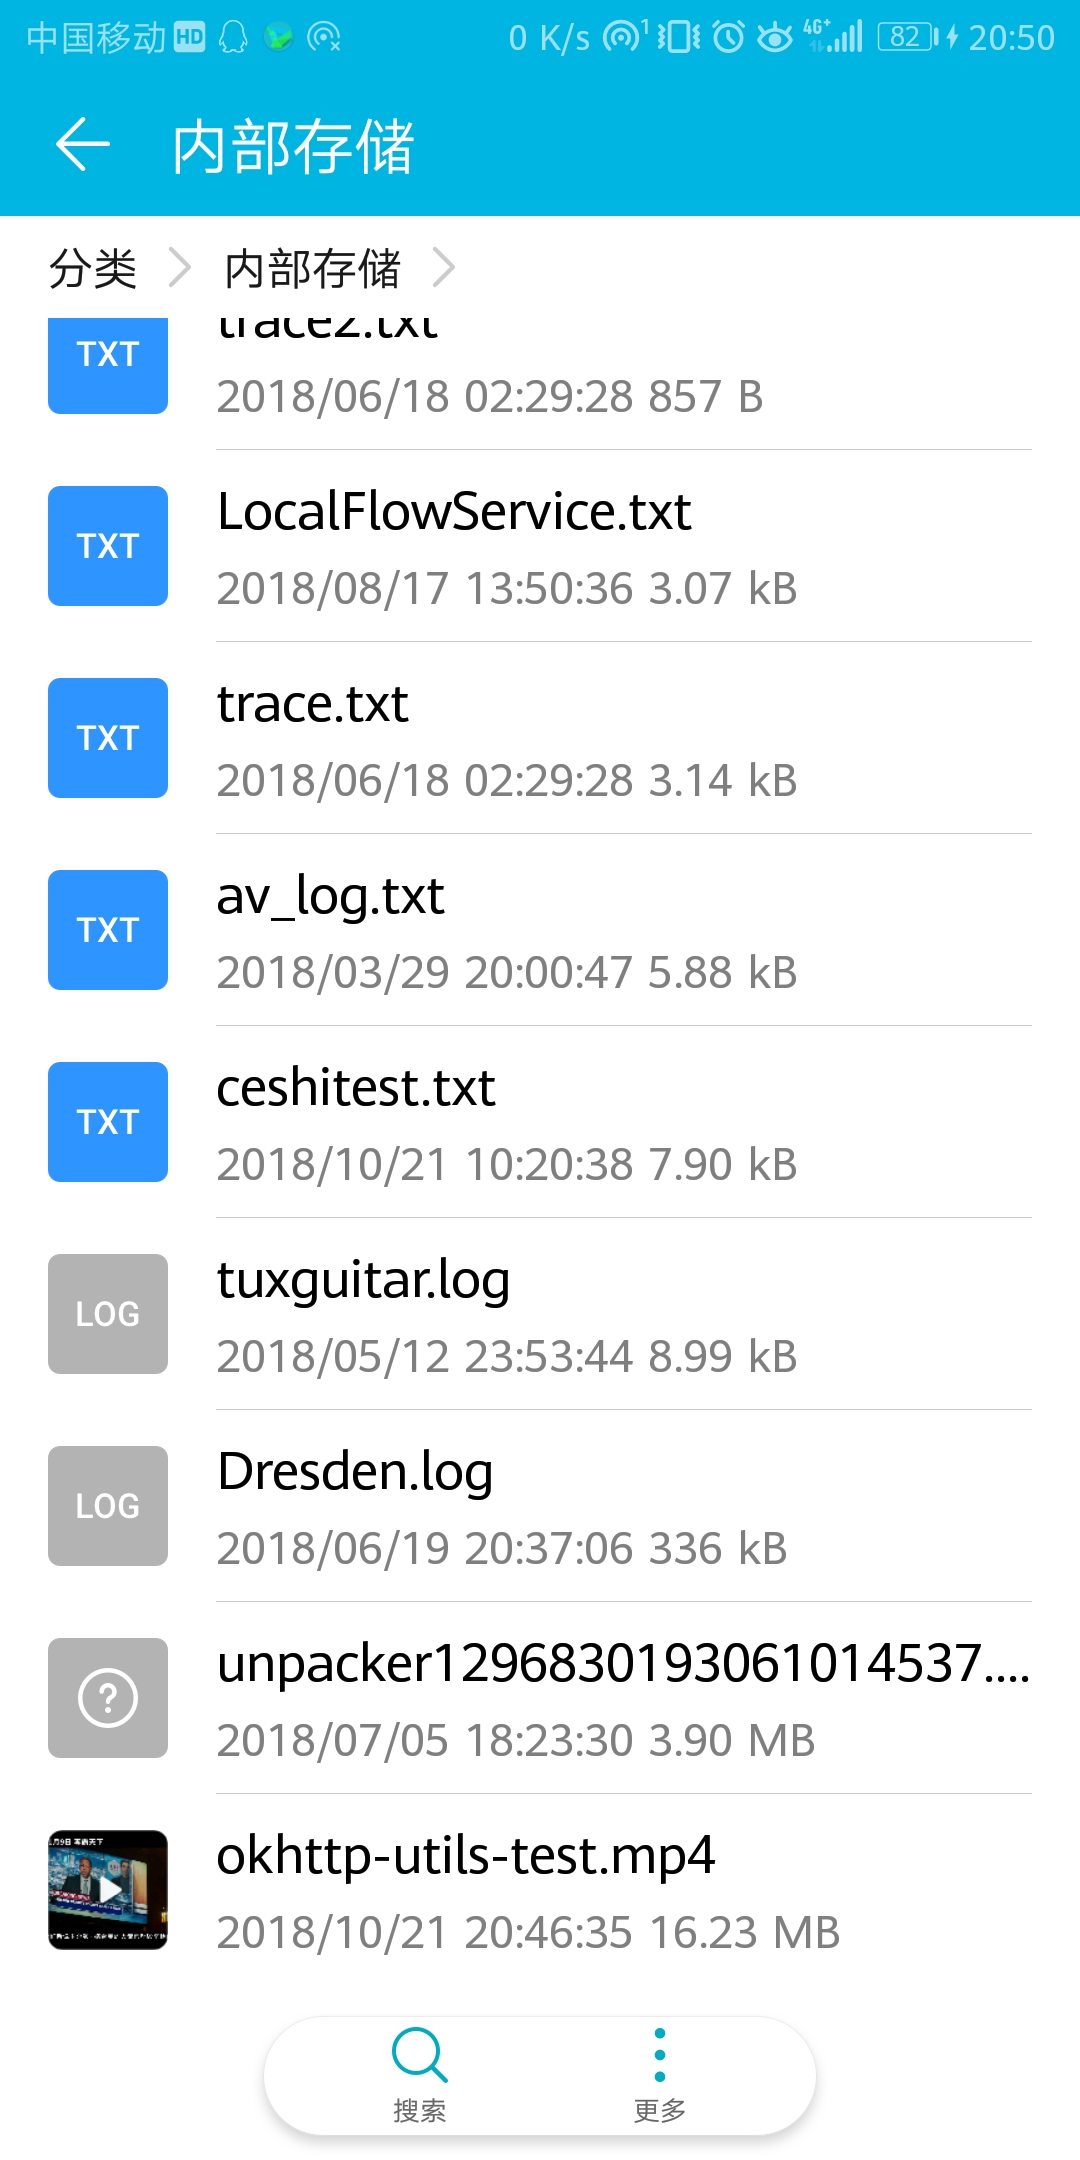 中国移动 HD 0 K/s 1 4G+ 82 20:50
内部存储
分类 内部存储
TXT trace2.txt
2018/06/18 02:29:28 857 B
LocalFlowService.txt
TXT
2018/08/17 13:50:36 3.07 kB
trace.txt
TXT
2018/06/18 02:29:28 3.14 kB
av_log.txt
TXT
2018/03/29 20:00:47 5.88 kB
ceshitest.txt
TXT
2018/10/21 10:20:38 7.90 kB
tuxguitar.log
LOG
2018/05/12 23:53:44 8.99 kB
Dresden.log
LOG
2018/06/19 20:37:06 336 kB
unpacker1296830193061014537....
?
2018/07/05 18:23:30 3.90 MB
okhttp-utils-test.mp4
2018/10/21 20:46:35 16.23 MB
搜索 更多